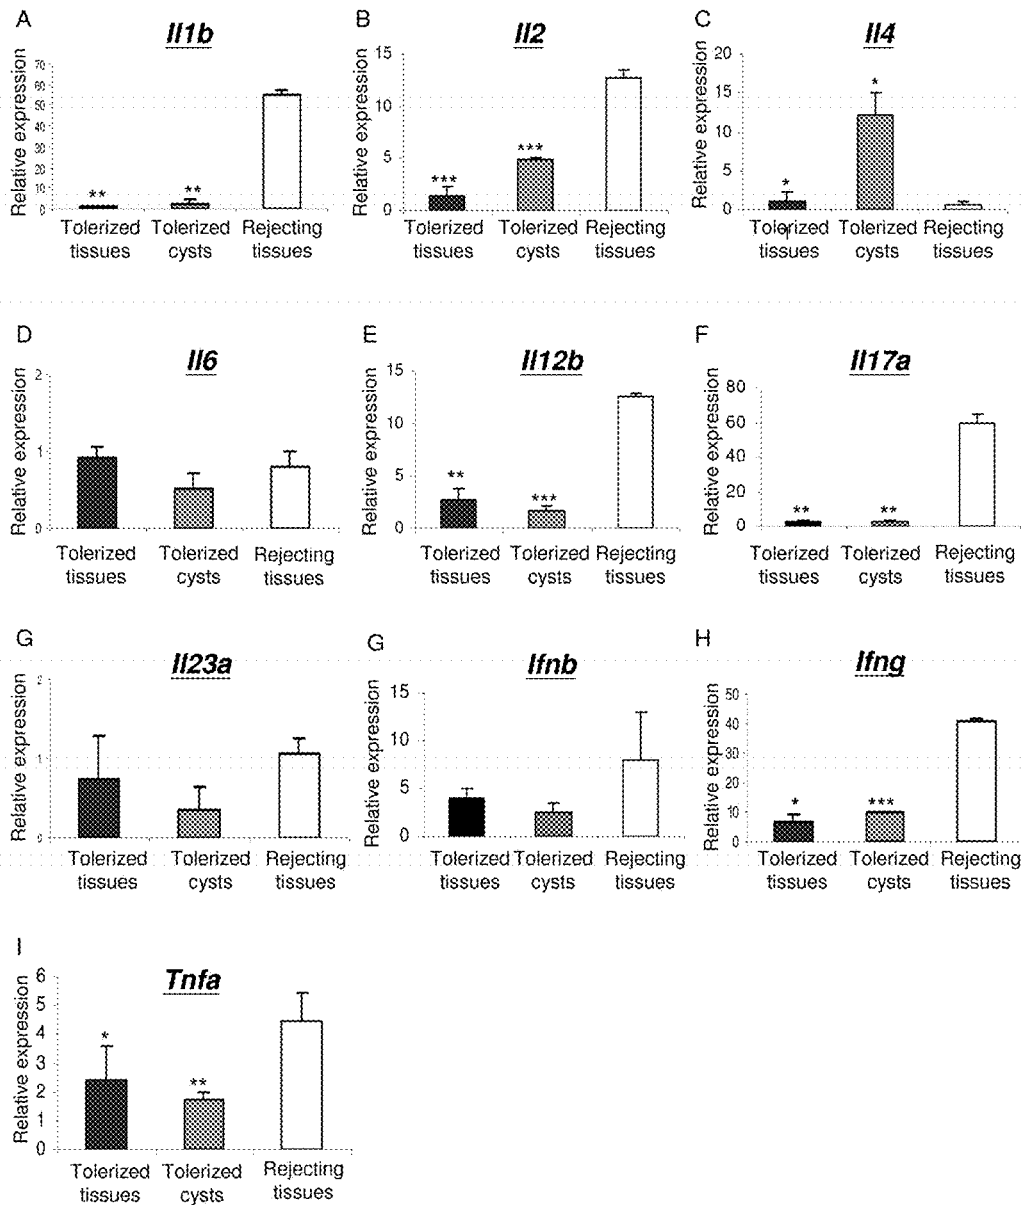 A
Il1b
Relative expression
70
60
50
40
30
20
10
0
**
**
Tolerized tissues
Tolerized cysts
Rejecting tissues
B
Il2
Relative expression
15
10
5
0
***
***
Tolerized tissues
Tolerized cysts
Rejecting tissues
C
Il4
Relative expression
20
15
10
5
0
*
*
Tolerized tissues
Tolerized cysts
Rejecting tissues
D
Il6
Relative expression
2
1
0
Tolerized tissues
Tolerized cysts
Rejecting tissues
E
Il12b
Relative expression
15
10
5
0
**
***
Tolerized tissues
Tolerized cysts
Rejecting tissues
F
Il17a
Relative expression
80
60
40
20
0
**
**
Tolerized tissues
Tolerized cysts
Rejecting tissues
G
Il23a
Relative expression
2
1
0
Tolerized tissues
Tolerized cysts
Rejecting tissues
G
Ifnb
Relative expression
15
10
5
0
Tolerized tissues
Tolerized cysts
Rejecting tissues
H
Ifng
Relative expression
50
40
30
20
10
0
*
***
Tolerized tissues
Tolerized cysts
Rejecting tissues
I
Tnfa
Relative expression
6
5
4
3
2
1
0
*
**
Tolerized tissues
Tolerized cysts
Rejecting tissues